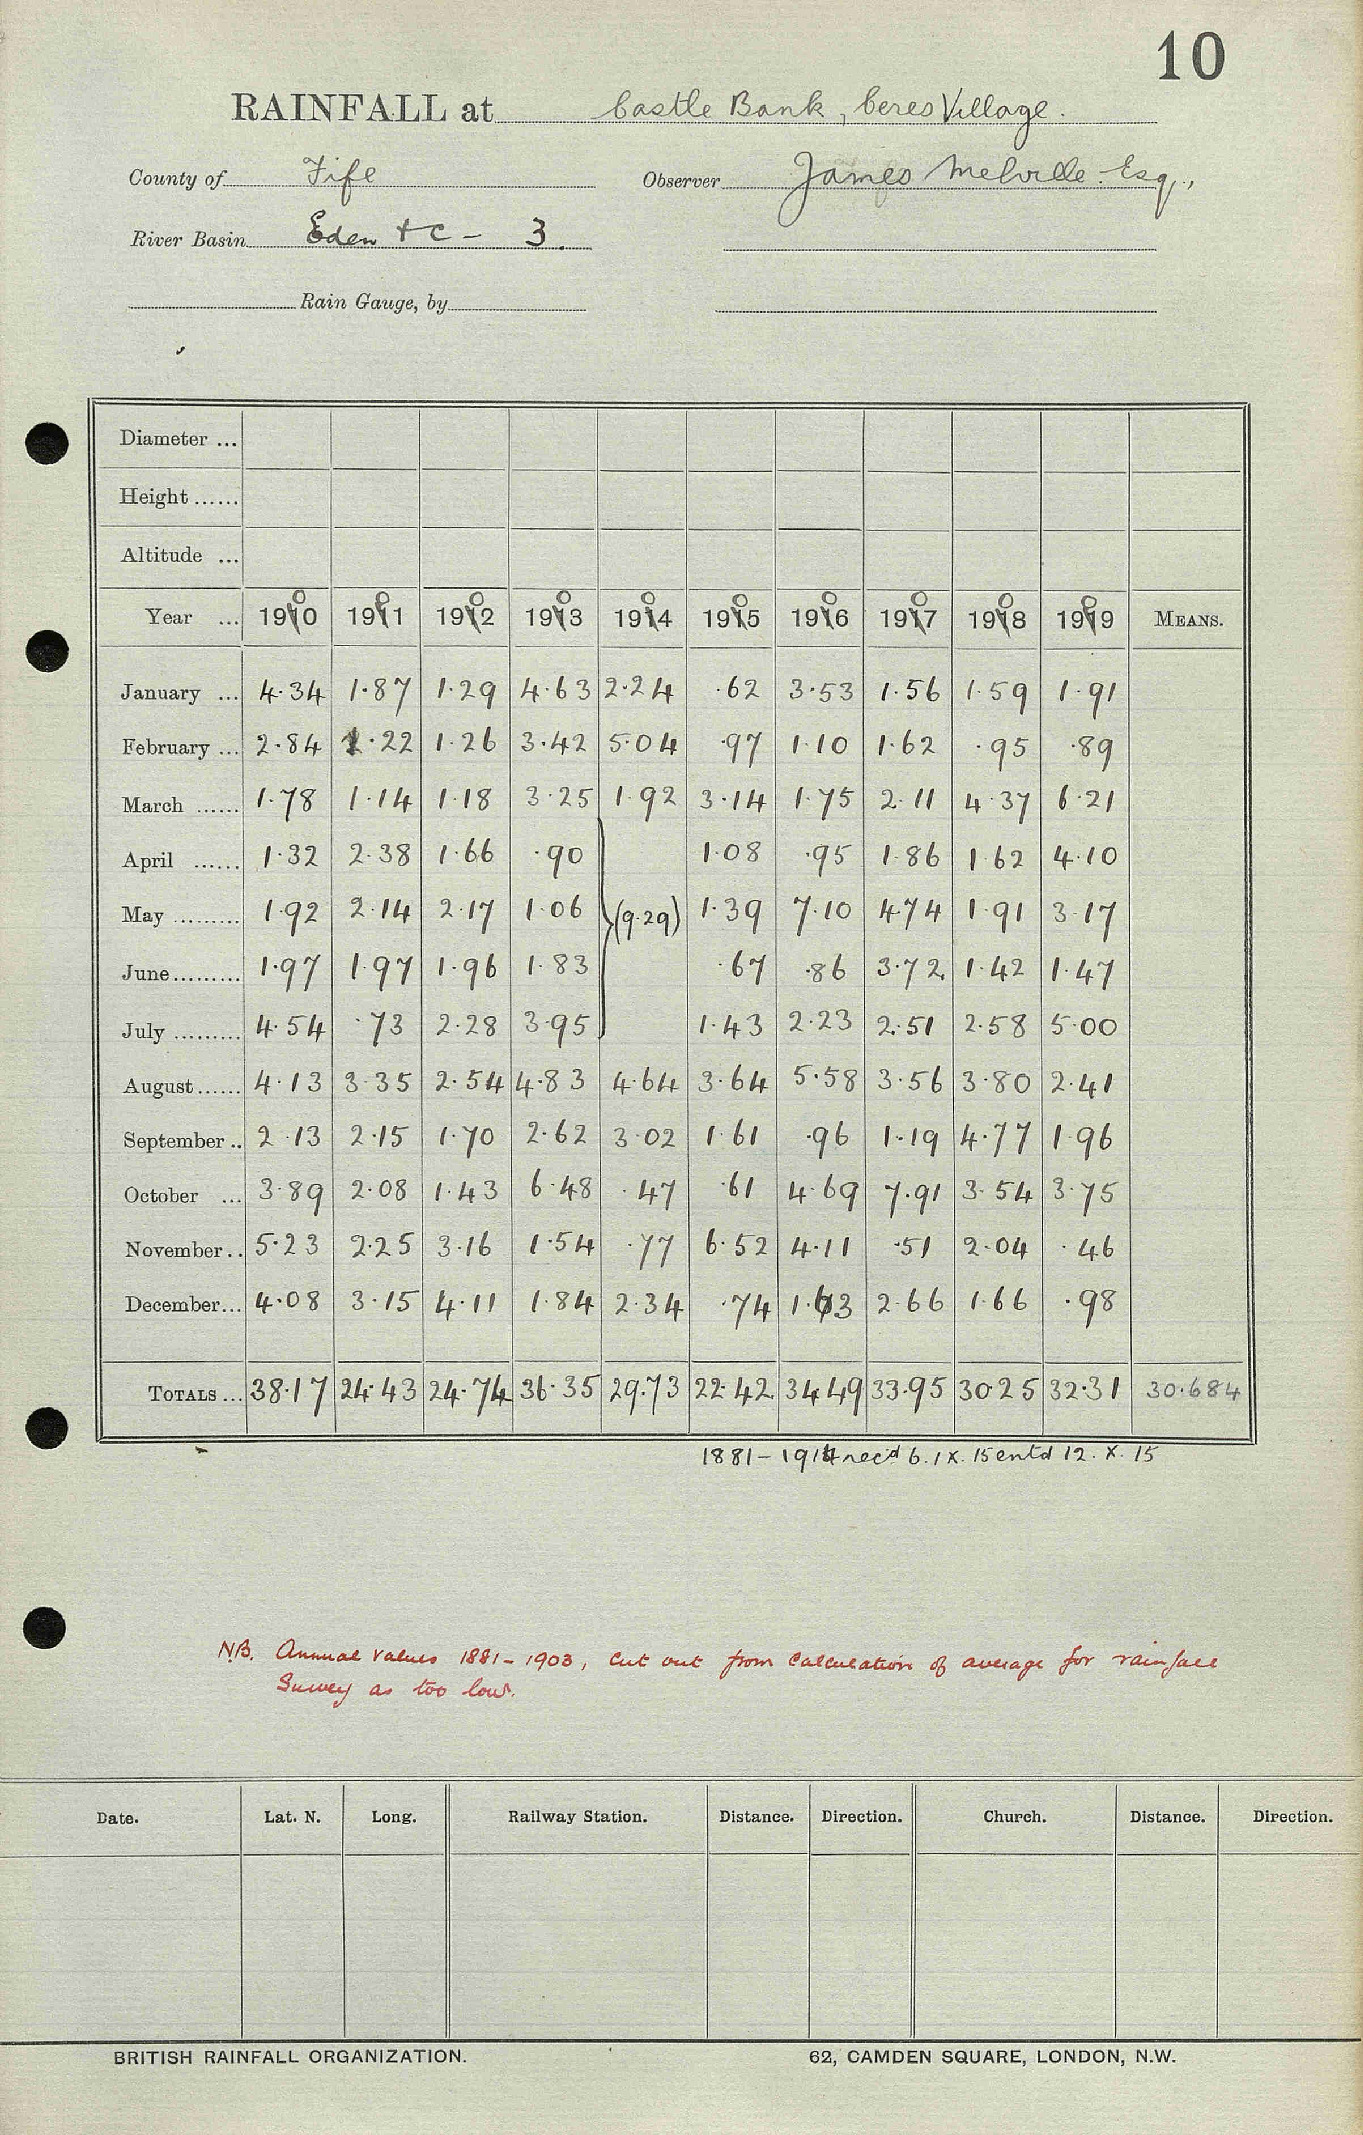 10
RAINFALL at Castle Bank, Ceres Village.
County of Fife Observer James Melville Esq.,
River Basin Eden & C - 3.
Rain Gauge, by
Diameter ...
Height ......
Altitude ...
Year ... 1900 1901 1902 1903 1904 1905 1906 1907 1908 1909 MEANS.
January ... 4.34 1.87 1.29 4.63 2.24 .62 3.53 1.56 1.59 1.91
February ... 2.84 1.22 1.26 3.42 5.04 .97 1.10 1.62 .95 .89
March ...... 1.78 1.14 1.18 3.25 1.92 3.14 1.75 2.11 4.37 6.21
April ...... 1.32 2.38 1.66 .90 1.08 .95 1.86 1.62 4.10
May ......... 1.92 2.14 2.17 1.06 (9.29) 1.39 7.10 4.74 1.91 3.17
June ......... 1.97 1.97 1.96 1.83 .67 .86 3.72 1.42 1.47
July ......... 4.54 .73 2.28 3.95 1.43 2.23 2.51 2.58 5.00
August ...... 4.13 3.35 2.54 4.83 4.64 3.64 5.58 3.56 3.80 2.41
September .. 2.13 2.15 1.70 2.62 3.02 1.61 .96 1.19 4.77 1.96
October ... 3.89 2.08 1.43 6.48 .47 .61 4.69 7.91 3.54 3.75
November .. 5.23 2.25 3.16 1.54 .77 6.52 4.11 .51 2.04 .46
December ... 4.08 3.15 4.11 1.84 2.34 .74 1.63 2.66 1.66 .98
TOTALS ... 38.17 24.43 24.74 36.35 29.73 22.42 34.49 33.95 30.25 32.31 30.684
1881 - 1914 recd 6.IX.15 entd 12.X.15
N.B. Annual values 1881 - 1903, cut out from calculation of average for rainfall
Survey as too low.
Date. Lat. N. Long. Railway Station. Distance. Direction. Church. Distance. Direction.
BRITISH RAINFALL ORGANIZATION. 62, CAMDEN SQUARE, LONDON, N.W.